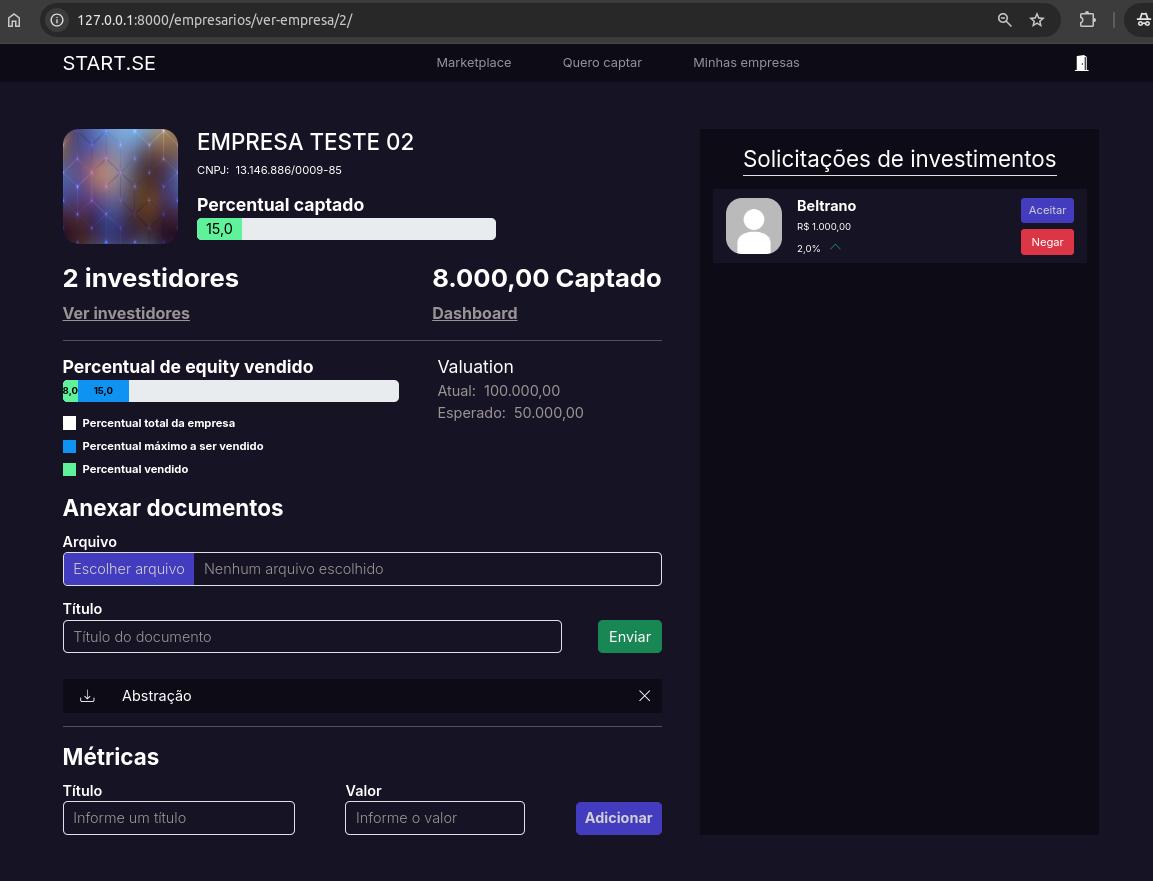 127.0.0.1:8000/empresarios/ver-empresa/2/
START.SE
Marketplace
Quero captar
Minhas empresas
EMPRESA TESTE 02
CNPJ: 13.146.886/0009-85
Percentual captado
15,0
2 investidores
8.000,00 Captado
Ver investidores
Dashboard
Percentual de equity vendido
8,0
15,0
Percentual total da empresa
Percentual máximo a ser vendido
Percentual vendido
Valuation
Atual: 100.000,00
Esperado: 50.000,00
Anexar documentos
Arquivo
Escolher arquivo
Nenhum arquivo escolhido
Título
Título do documento
Enviar
Abstração
Métricas
Título
Valor
Informe um título
Informe o valor
Adicionar
Solicitações de investimentos
Beltrano
R$ 1.000,00
2,0%
Aceitar
Negar